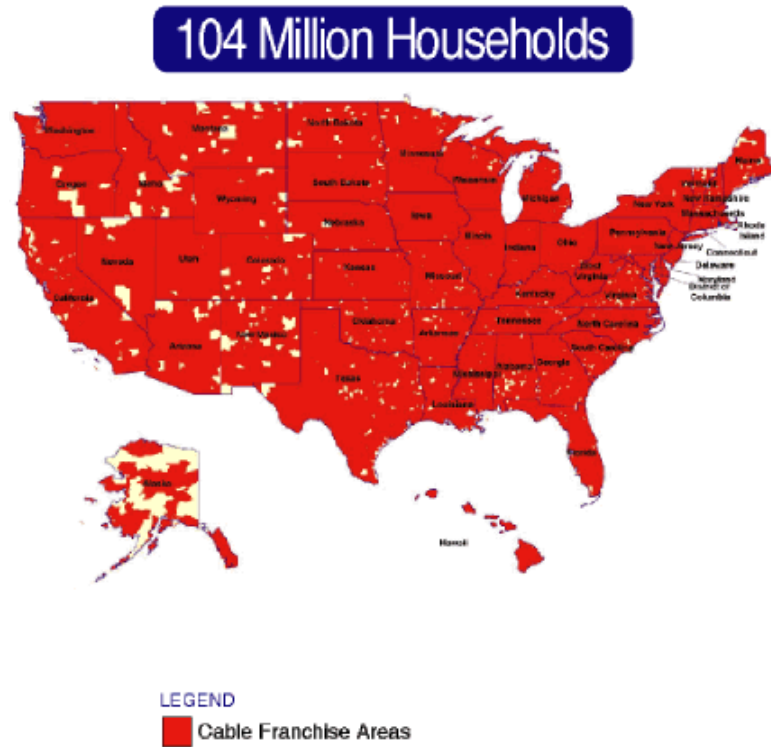 104 Million Households
Washington
Montana
North Dakota
Minnesota
Maine
Oregon
Idaho
South Dakota
Wisconsin
Michigan
Vermont
New Hampshire
New York
Massachusetts
Wyoming
Rhode
Island
Nebraska
Iowa
Pennsylvania
Connecticut
Nevada
Utah
Colorado
Illinois
Indiana
Ohio
New Jersey
Delaware
Maryland
District of
Columbia
Kansas
Missouri
West
Virginia
Virginia
California
Kentucky
Arizona
New Mexico
Oklahoma
Arkansas
Tennessee
North Carolina
South Carolina
Texas
Mississippi
Alabama
Georgia
Louisiana
Florida
Alaska
Hawaii
LEGEND
Cable Franchise Areas